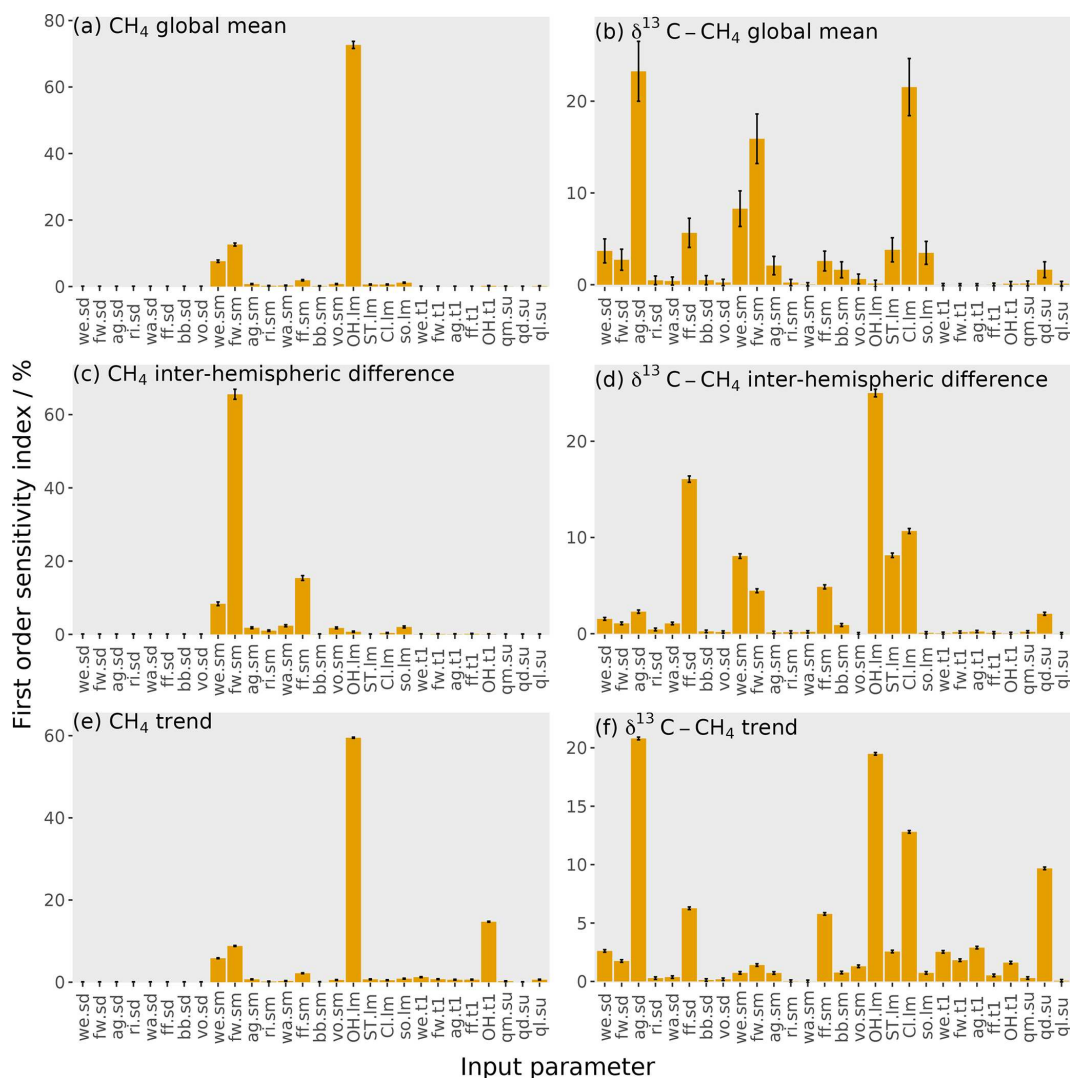 (a) CH₄ global mean
80
60
40
20
0
we.sd fw.sd ag.sd ri.sd wa.sd ff.sd bb.sd vo.sd we.sm fw.sm ag.sm ri.sm wa.sm ff.sm bb.sm vo.sm OH.lm ST.lm Cl.lm so.lm we.t1 fw.t1 ag.t1 ff.t1 OH.t1 qm.su qd.su ql.su
(b) δ¹³ C – CH₄ global mean
20
10
0
we.sd fw.sd ag.sd ri.sd wa.sd ff.sd bb.sd vo.sd we.sm fw.sm ag.sm ri.sm wa.sm ff.sm bb.sm vo.sm OH.lm ST.lm Cl.lm so.lm we.t1 fw.t1 ag.t1 ff.t1 OH.t1 qm.su qd.su ql.su
First order sensitivity index / %
(c) CH₄ inter-hemispheric difference
60
40
20
0
we.sd fw.sd ag.sd ri.sd wa.sd ff.sd bb.sd vo.sd we.sm fw.sm ag.sm ri.sm wa.sm ff.sm bb.sm vo.sm OH.lm ST.lm Cl.lm so.lm we.t1 fw.t1 ag.t1 ff.t1 OH.t1 qm.su qd.su ql.su
(d) δ¹³ C – CH₄ inter-hemispheric difference
20
10
0
we.sd fw.sd ag.sd ri.sd wa.sd ff.sd bb.sd vo.sd we.sm fw.sm ag.sm ri.sm wa.sm ff.sm bb.sm vo.sm OH.lm ST.lm Cl.lm so.lm we.t1 fw.t1 ag.t1 ff.t1 OH.t1 qm.su qd.su ql.su
(e) CH₄ trend
60
40
20
0
we.sd fw.sd ag.sd ri.sd wa.sd ff.sd bb.sd vo.sd we.sm fw.sm ag.sm ri.sm wa.sm ff.sm bb.sm vo.sm OH.lm ST.lm Cl.lm so.lm we.t1 fw.t1 ag.t1 ff.t1 OH.t1 qm.su qd.su ql.su
(f) δ¹³ C – CH₄ trend
20
15
10
5
0
we.sd fw.sd ag.sd ri.sd wa.sd ff.sd bb.sd vo.sd we.sm fw.sm ag.sm ri.sm wa.sm ff.sm bb.sm vo.sm OH.lm ST.lm Cl.lm so.lm we.t1 fw.t1 ag.t1 ff.t1 OH.t1 qm.su qd.su ql.su
Input parameter